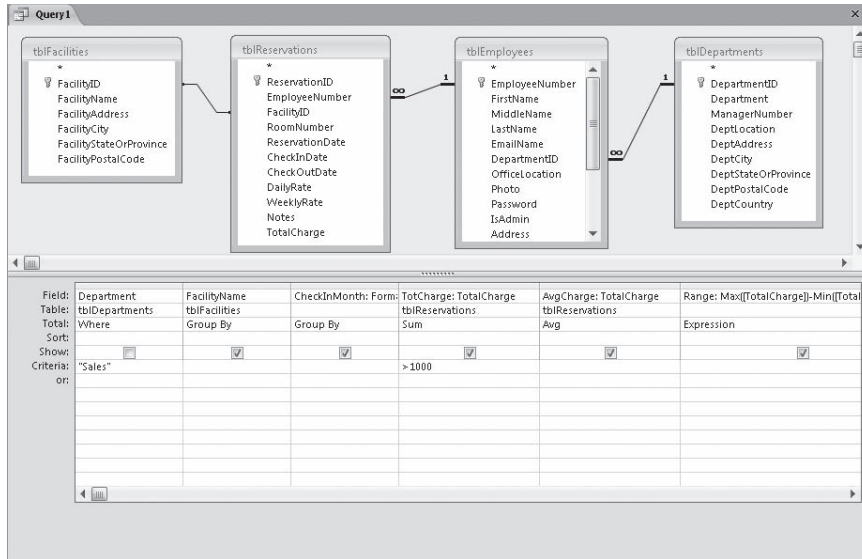 Query1
tblFacilities
*
FacilityID
FacilityName
FacilityAddress
FacilityCity
FacilityStateOrProvince
FacilityPostalCode
tblReservations
*
ReservationID
EmployeeNumber
FacilityID
RoomNumber
ReservationDate
CheckInDate
CheckOutDate
DailyRate
WeeklyRate
Notes
TotalCharge
∞ 1
tblEmployees
*
EmployeeNumber
FirstName
MiddleName
LastName
EmailName
DepartmentID
OfficeLocation
Photo
Password
IsAdmin
Address
∞ 1
tblDepartments
*
DepartmentID
Department
ManagerNumber
DeptLocation
DeptAddress
DeptCity
DeptStateOrProvince
DeptPostalCode
DeptCountry
Field: Department FacilityName CheckInMonth: Form: TotCharge: TotalCharge AvgCharge: TotalCharge Range: Max([TotalCharge])-Min([Total
Table: tblDepartments tblFacilities tblReservations tblReservations
Total: Where Group By Group By Sum Avg Expression
Sort:
Show:
Criteria: "Sales" >1000
or: